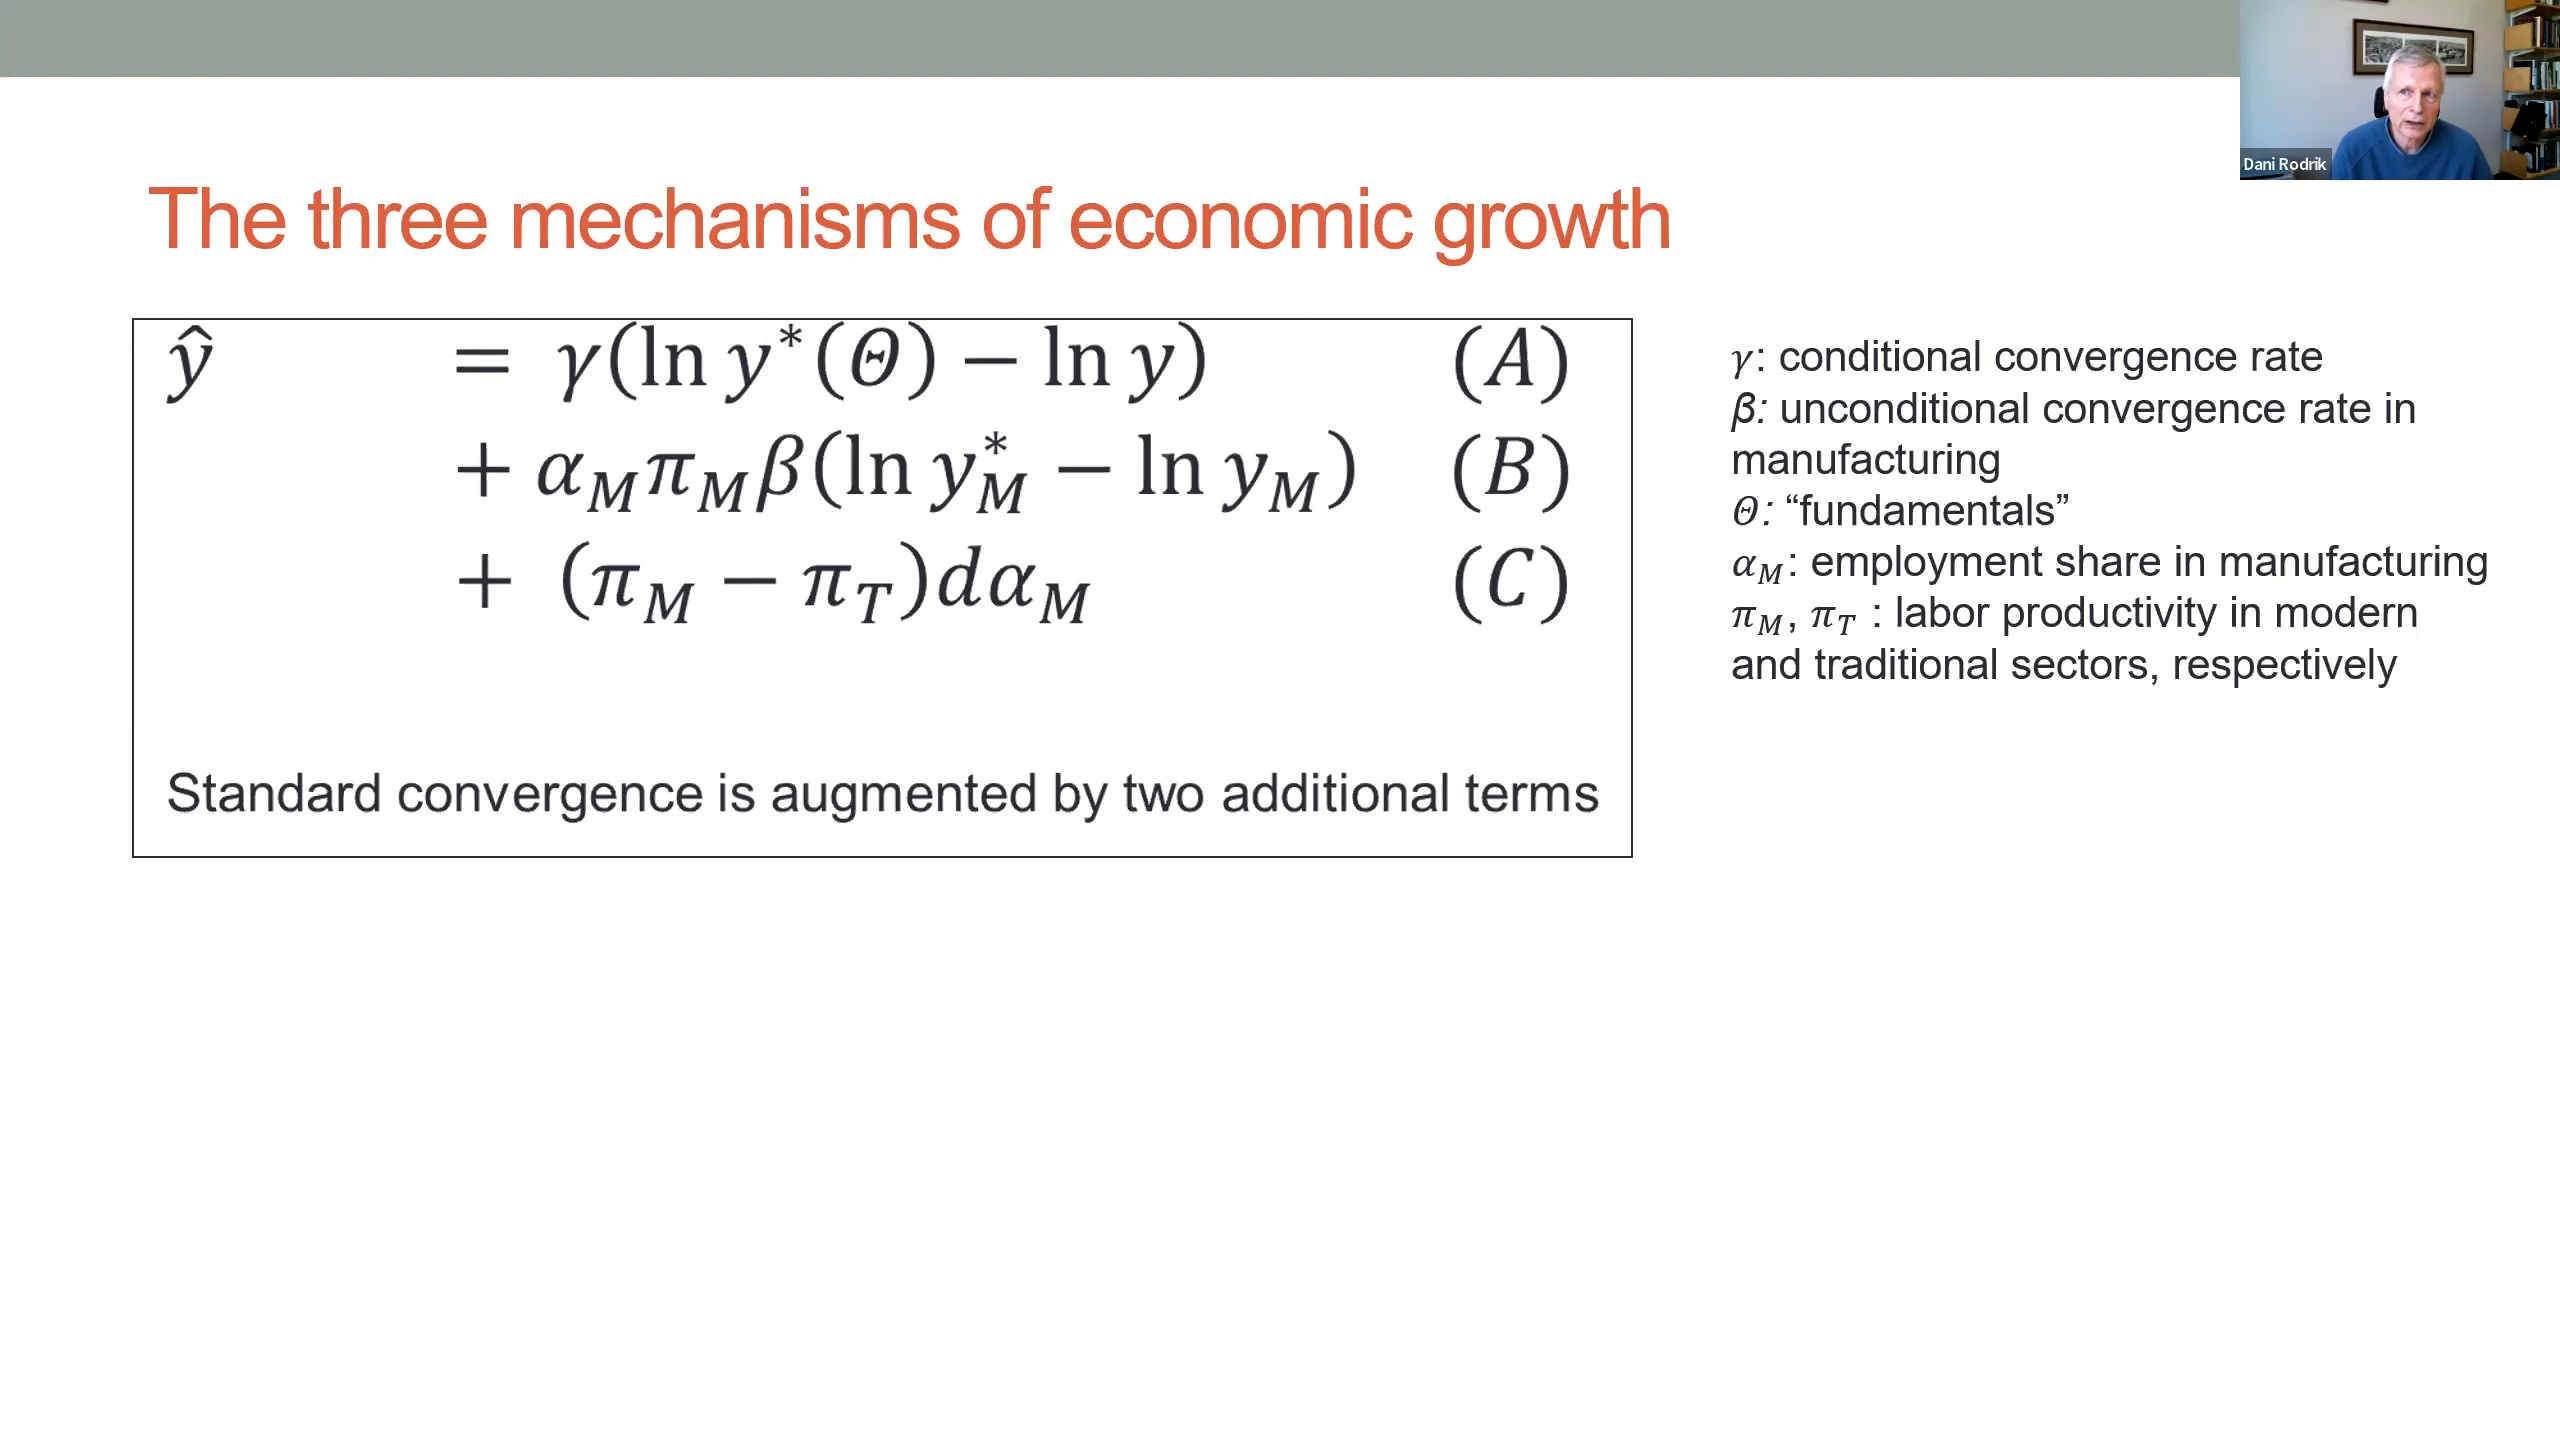 Dani Rodrik
The three mechanisms of economic growth
ŷ = γ(ln y*(Θ) − ln y) (A)
+ α_M π_M β(ln y*_M − ln y_M) (B)
+ (π_M − π_T)dα_M (C)
Standard convergence is augmented by two additional terms
γ: conditional convergence rate
β: unconditional convergence rate in
manufacturing
Θ: “fundamentals”
α_M: employment share in manufacturing
π_M, π_T : labor productivity in modern
and traditional sectors, respectively